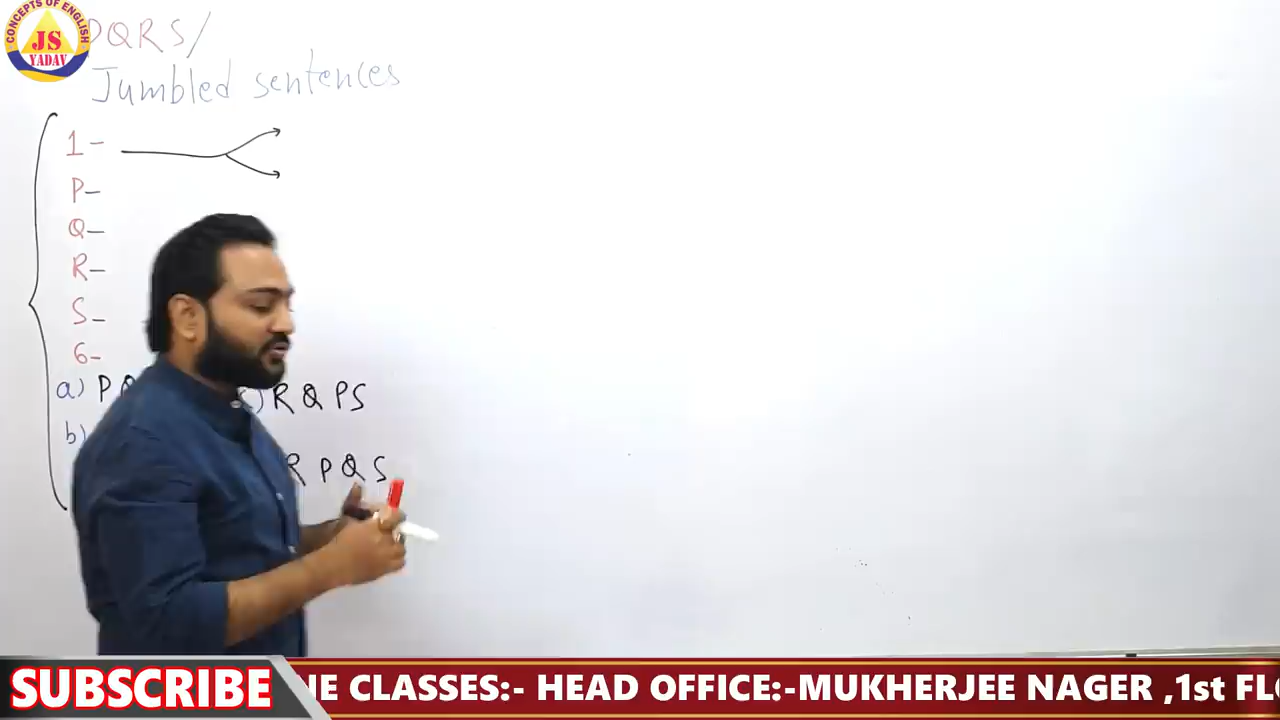 CONCEPTS OF ENGLISH
JS
YADAV
PQRS/
Jumbled sentences
1-
P-
Q-
R-
S-
6-
a) P Q
c) R Q P S
b)
R P Q S
SUBSCRIBE
NE CLASSES:- HEAD OFFICE:-MUKHERJEE NAGER ,1st FL